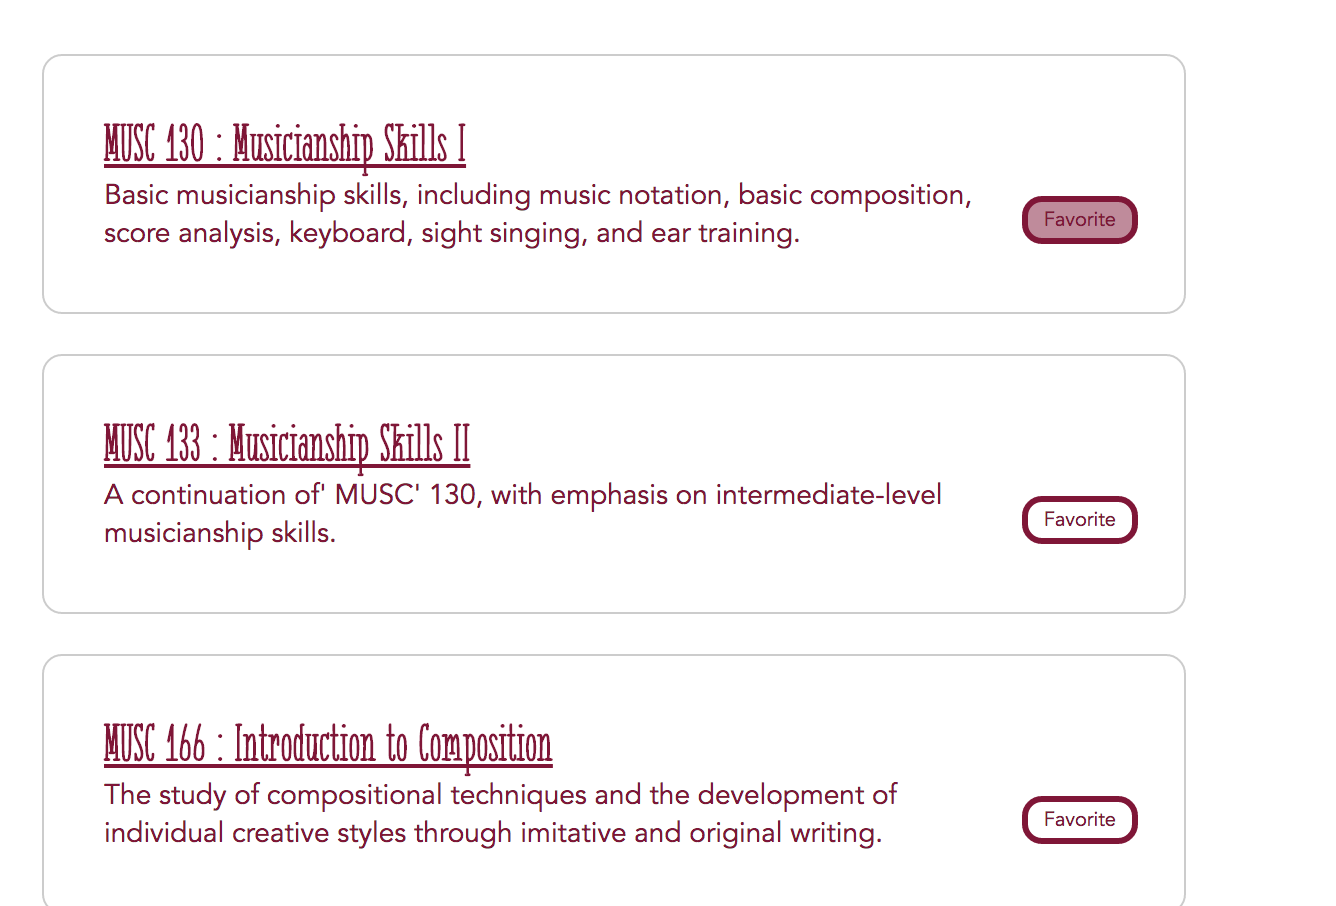 MUSC 130 : Musicianship Skills I
Basic musicianship skills, including music notation, basic composition,
score analysis, keyboard, sight singing, and ear training.
Favorite
MUSC 133 : Musicianship Skills II
A continuation of' MUSC' 130, with emphasis on intermediate-level
musicianship skills.
Favorite
MUSC 166 : Introduction to Composition
The study of compositional techniques and the development of
individual creative styles through imitative and original writing.
Favorite